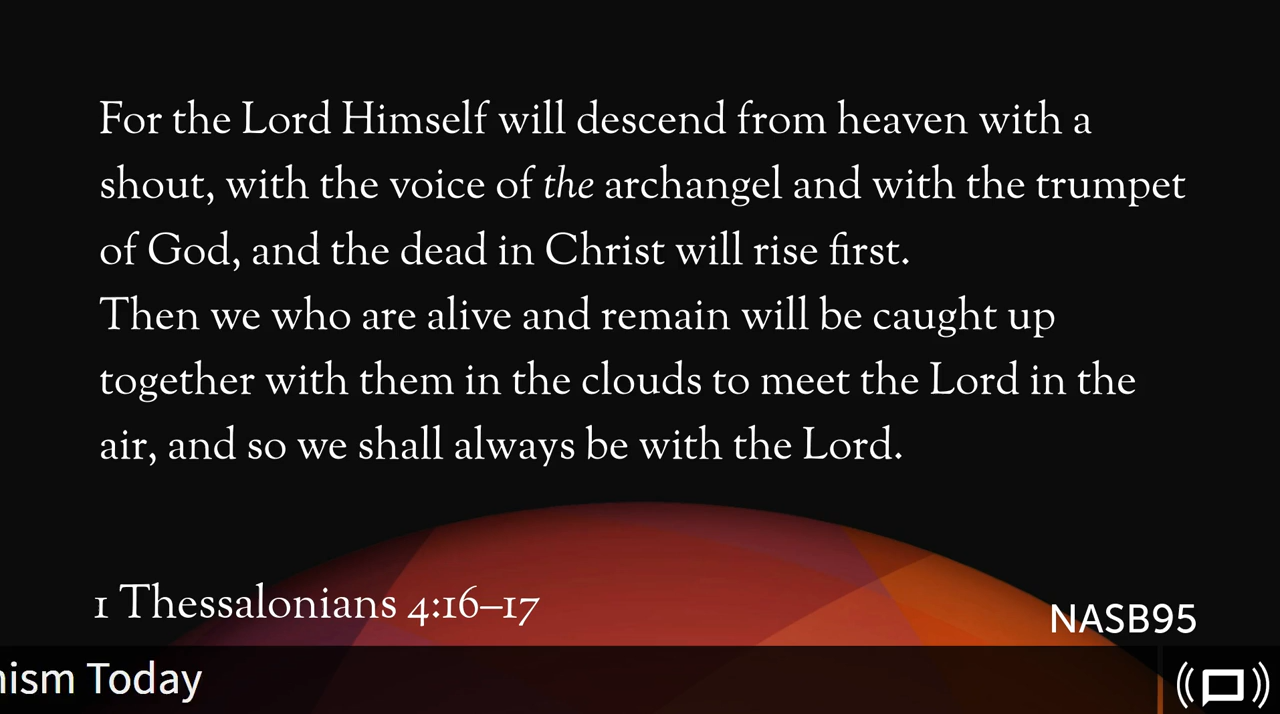 For the Lord Himself will descend from heaven with a
shout, with the voice of the archangel and with the trumpet
of God, and the dead in Christ will rise first.
Then we who are alive and remain will be caught up
together with them in the clouds to meet the Lord in the
air, and so we shall always be with the Lord.
1 Thessalonians 4:16–17
NASB95
nism Today